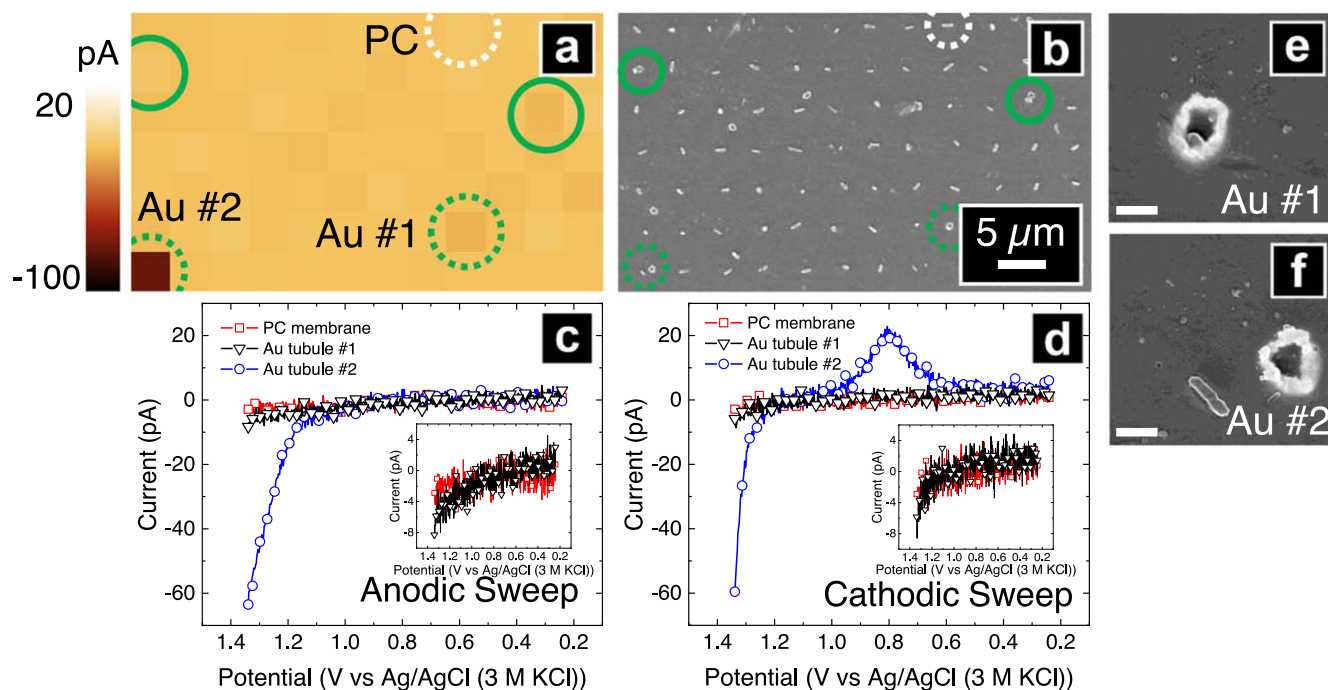 pA
20
-100
PC
a
Au #2
Au #1
b
5 µm
e
Au #1
f
Au #2
c
PC membrane
Au tubule #1
Au tubule #2
20
0
-20
-40
-60
Current (pA)
1.4 1.2 1.0 0.8 0.6 0.4 0.2
Potential (V vs Ag/AgCl (3 M KCl))
Anodic Sweep
4
0
-4
-8
Current (pA)
1.4 1.2 1.0 0.8 0.6 0.4 0.2
Potential (V vs Ag/AgCl (3 M KCl))
d
PC membrane
Au tubule #1
Au tubule #2
20
0
-20
-40
-60
Current (pA)
1.4 1.2 1.0 0.8 0.6 0.4 0.2
Potential (V vs Ag/AgCl (3 M KCl))
Cathodic Sweep
4
0
-4
-8
Current (pA)
1.4 1.2 1.0 0.8 0.6 0.4 0.2
Potential (V vs Ag/AgCl (3 M KCl))